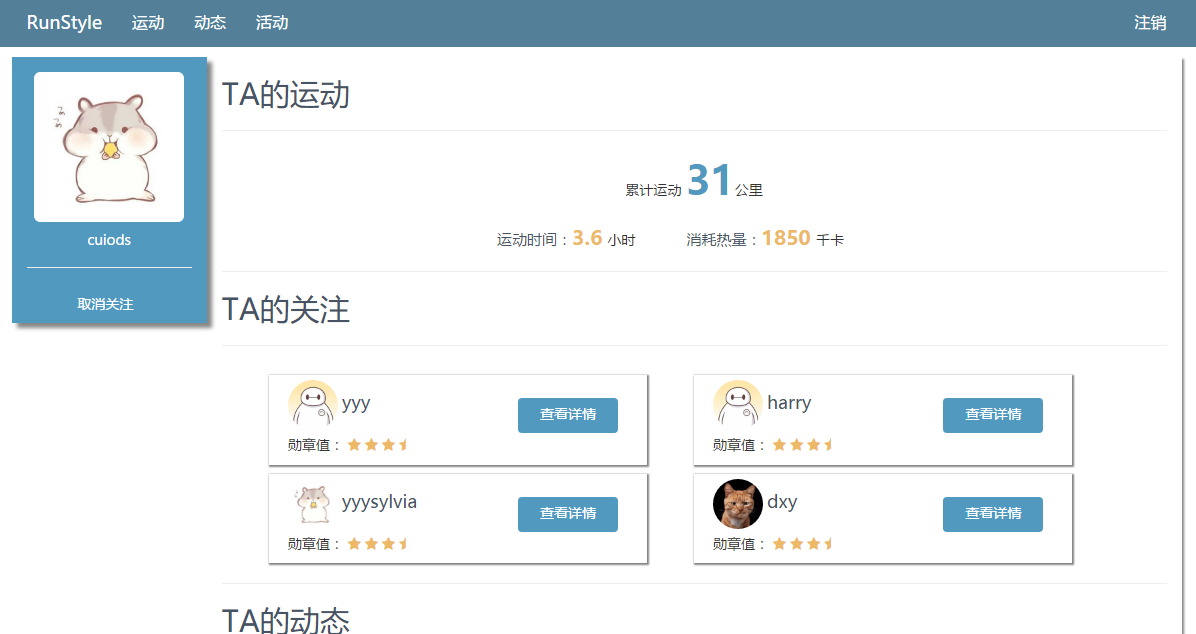 RunStyle 运动 动态 活动 注销
cuiods
取消关注
TA的运动
累计运动 31 公里
运动时间：3.6 小时 消耗热量：1850 千卡
TA的关注
yyy 查看详情
勋章值：
harry 查看详情
勋章值：
yyysylvia 查看详情
勋章值：
dxy 查看详情
勋章值：
TA的动态